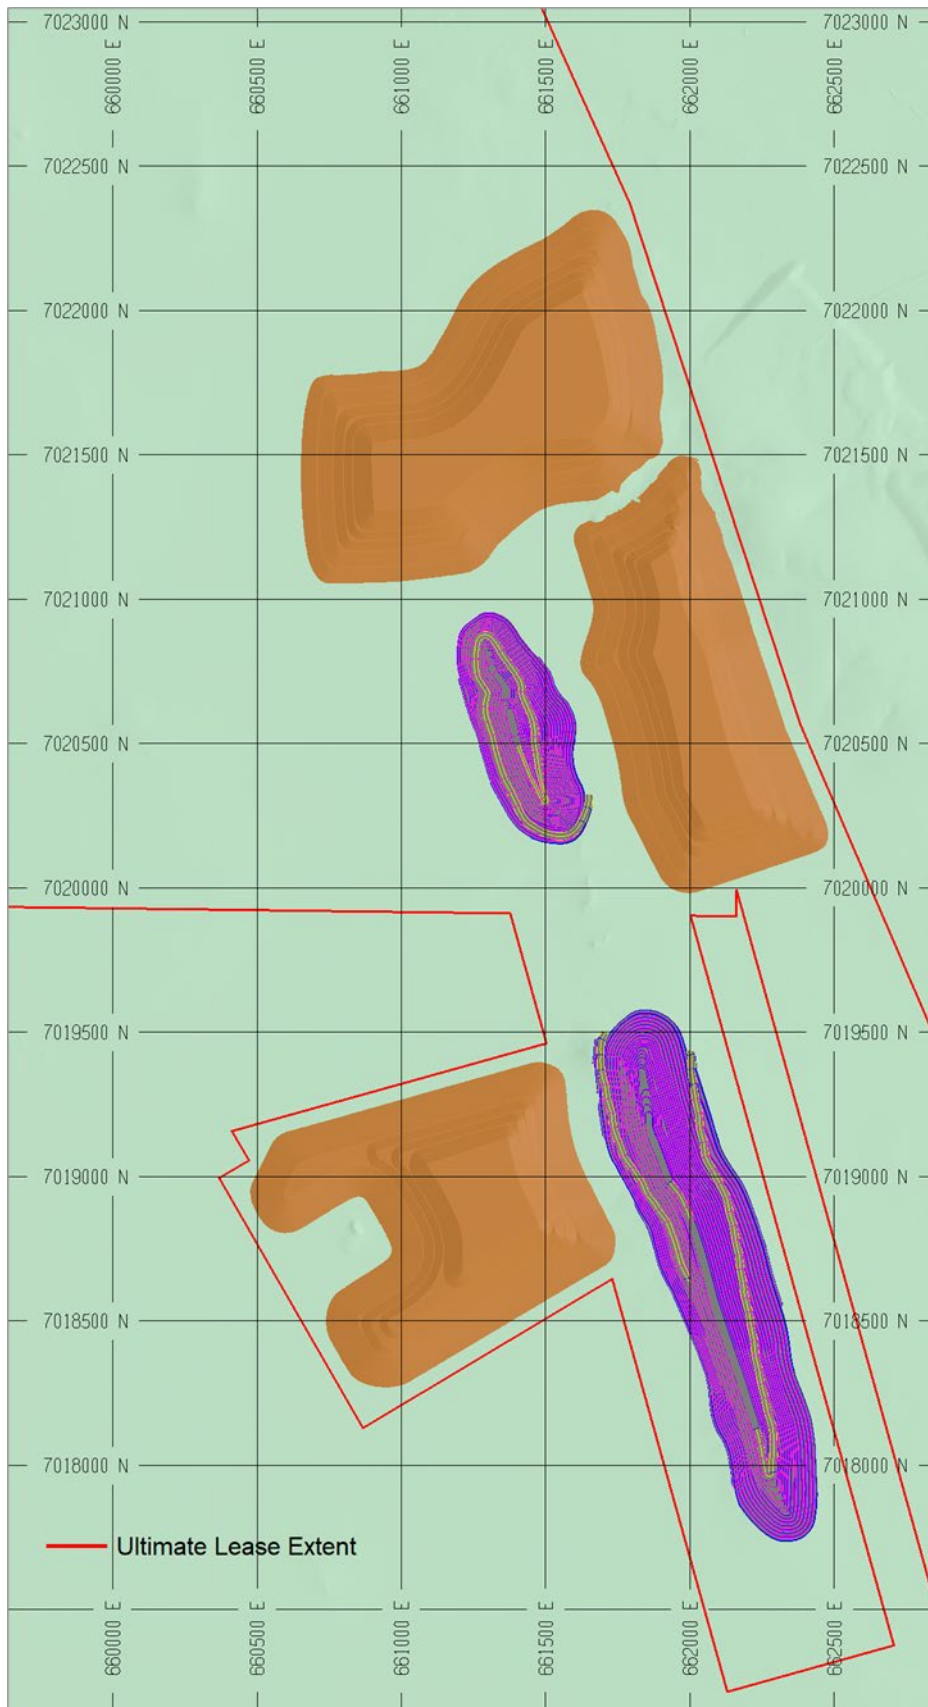 7023000 N
7023000 N
660000 E
660500 E
661000 E
661500 E
662000 E
662500 E
7022500 N
7022500 N
7022000 N
7022000 N
7021500 N
7021500 N
7021000 N
7021000 N
7020500 N
7020500 N
7020000 N
7020000 N
7019500 N
7019500 N
7019000 N
7019000 N
7018500 N
7018500 N
7018000 N
7018000 N
Ultimate Lease Extent
660000 E
660500 E
661000 E
661500 E
662000 E
662500 E